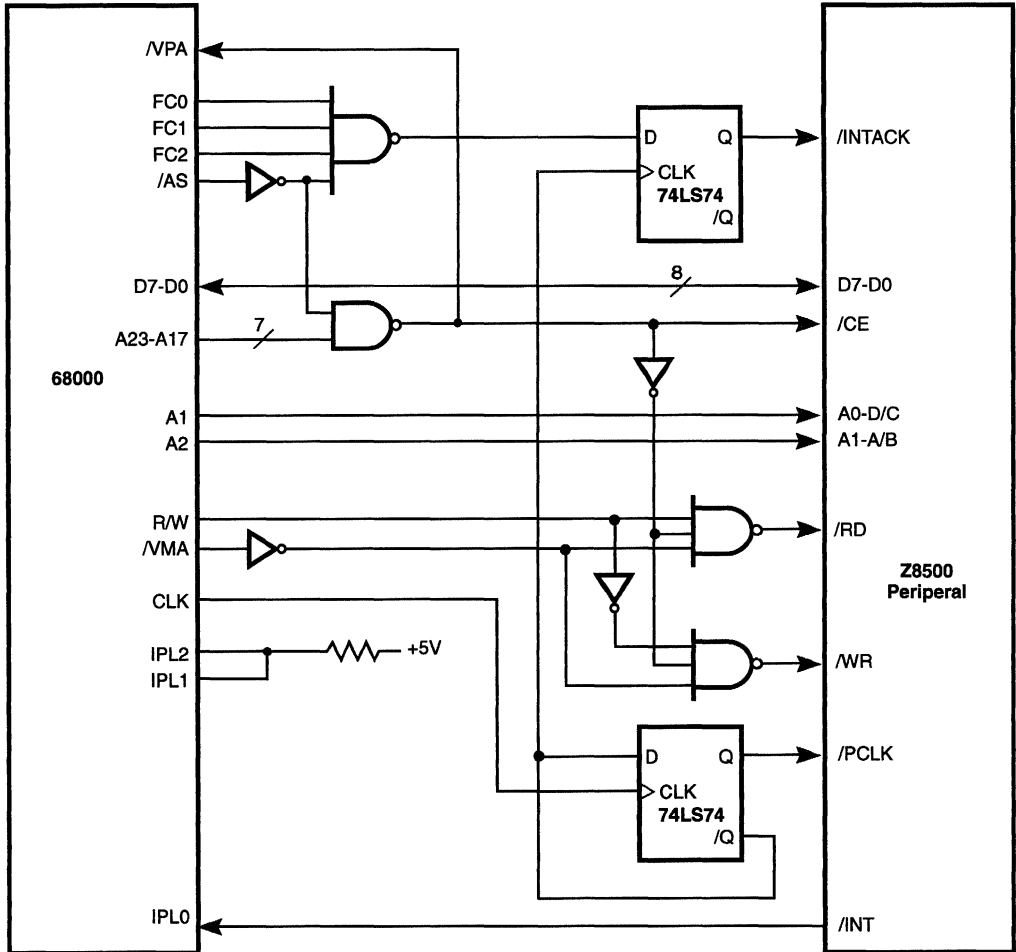 /VPA
FC0
FC1
FC2
/AS
D Q
CLK
74LS74
/Q
/INTACK
D7-D0
8
D7-D0
A23-A17
7
/CE
68000
A1
A0-D/C
A2
A1-A/B
R/W
/VMA
/RD
Z8500
Periperal
CLK
IPL2
IPL1
+5V
/WR
D Q
CLK
74LS74
/Q
/PCLK
IPL0
/INT